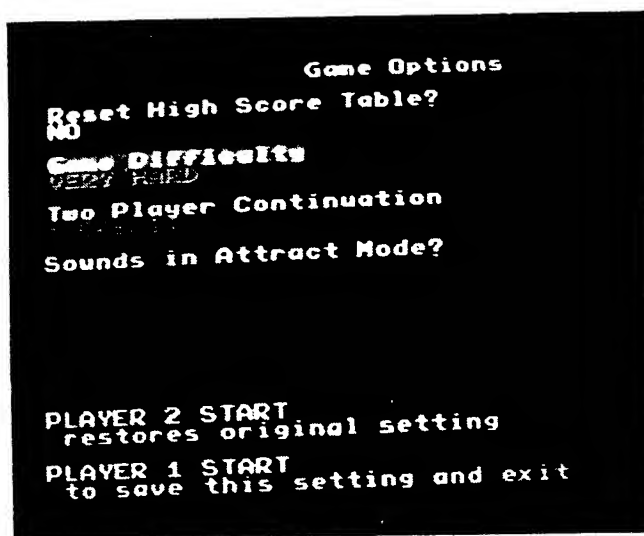 Game Options
Reset High Score Table?
NO
Game Difficulty
VERY HARD
Two Player Continuation
Sounds in Attract Mode?
PLAYER 2 START
restores original setting
PLAYER 1 START
to save this setting and exit